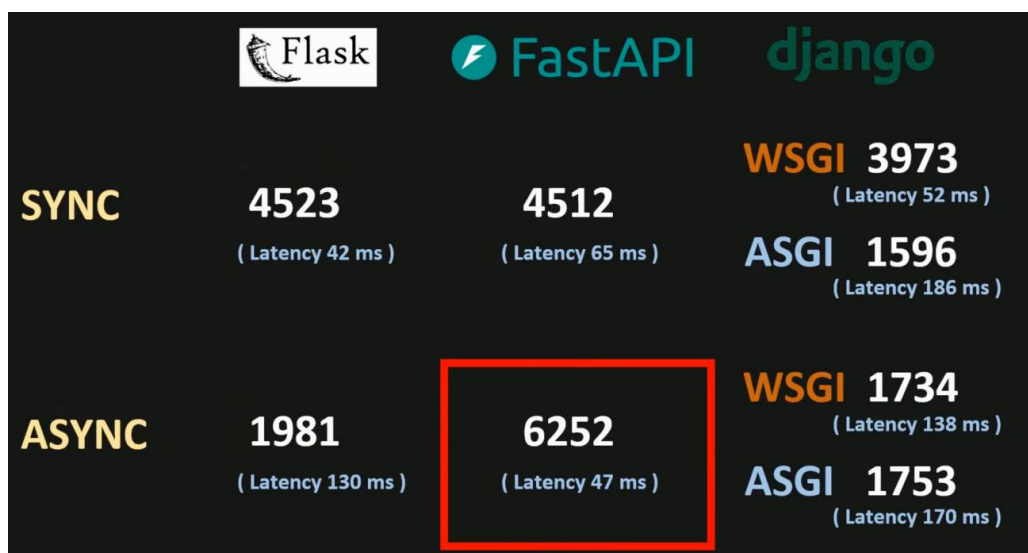 Flask FastAPI django
WSGI 3973
( Latency 52 ms )
SYNC 4523 4512
( Latency 42 ms ) ( Latency 65 ms )
ASGI 1596
( Latency 186 ms )
WSGI 1734
( Latency 138 ms )
ASYNC 1981 6252
( Latency 130 ms ) ( Latency 47 ms )
ASGI 1753
( Latency 170 ms )